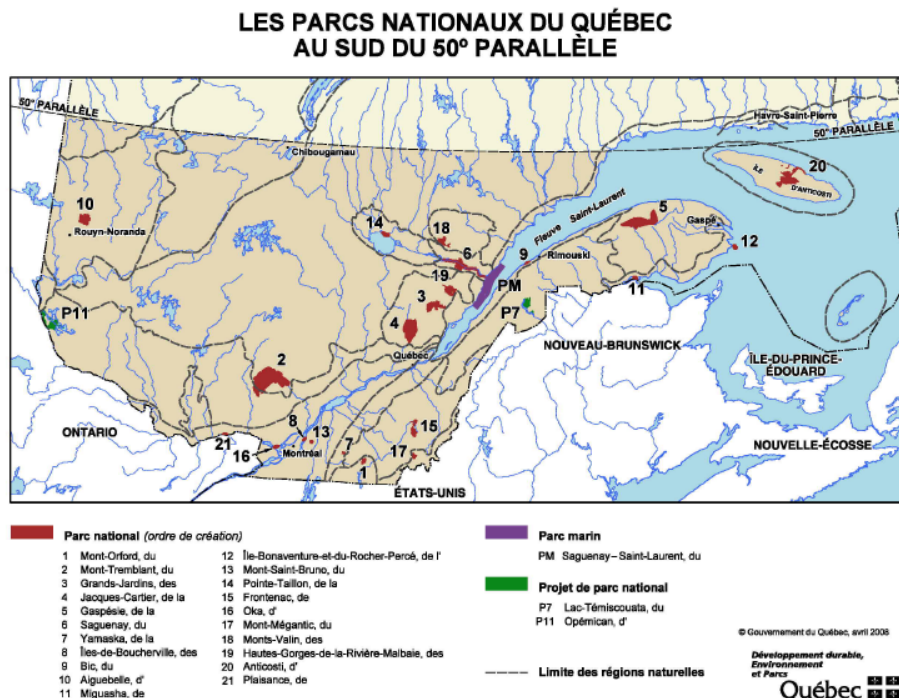 LES PARCS NATIONAUX DU QUÉBEC
AU SUD DU 50º PARALLÈLE
50° PARALLÈLE
Havre-Saint-Pierre
50° PARALLÈLE
Chibougamau
20
ÎLE
D'ANTICOSTI
10
Rouyn-Noranda
14
18
5
Fleuve Saint-Laurent
Gaspé
12
6
9
Rimouski
19
PM
11
3
P7
P11
4
Québec
NOUVEAU-BRUNSWICK
ÎLE-DU-PRINCE-
ÉDOUARD
2
8
13
15
ONTARIO
21
16
Montréal
7
1
17
NOUVELLE-ÉCOSSE
ÉTATS-UNIS
Parc national (ordre de création)
1 Mont-Orford, du
2 Mont-Tremblant, du
3 Grands-Jardins, des
4 Jacques-Cartier, de la
5 Gaspésie, de la
6 Saguenay, du
7 Yamaska, de la
8 Îles-de-Boucherville, des
9 Bic, du
10 Aiguebelle, d'
11 Miguasha, de
12 Île-Bonaventure-et-du-Rocher-Percé, de l'
13 Mont-Saint-Bruno, du
14 Pointe-Taillon, de la
15 Frontenac, de
16 Oka, d'
17 Mont-Mégantic, du
18 Monts-Valin, des
19 Hautes-Gorges-de-la-Rivière-Malbaie, des
20 Anticosti, d'
21 Plaisance, de
Parc marin
PM Saguenay–Saint-Laurent, du
Projet de parc national
P7 Lac-Témiscouata, du
P11 Opémican, d'
Limite des régions naturelles
© Gouvernement du Québec, avril 2008
Développement durable,
Environnement
et Parcs
Québec